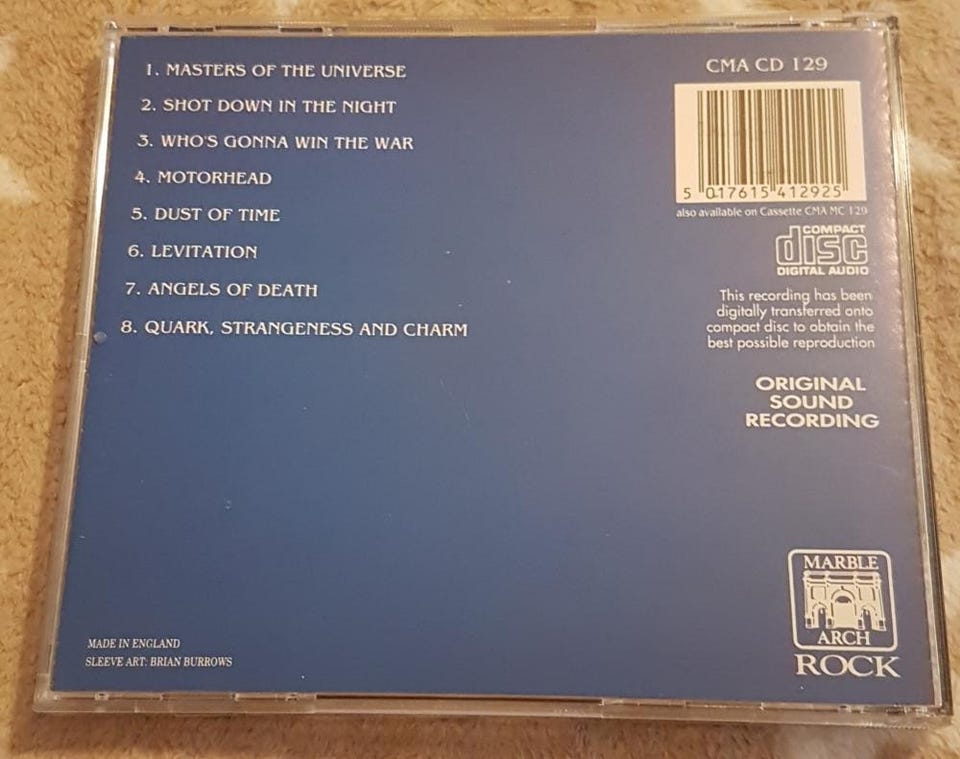 1. MASTERS OF THE UNIVERSE
2. SHOT DOWN IN THE NIGHT
3. WHO'S GONNA WIN THE WAR
4. MOTORHEAD
5. DUST OF TIME
6. LEVITATION
7. ANGELS OF DEATH
8. QUARK, STRANGENESS AND CHARM
CMA CD 129
5 017615 412925
also available on Cassette CMA MC 129
COMPACT
disc
DIGITAL AUDIO
This recording has been
digitally transferred onto
compact disc to obtain the
best possible reproduction
ORIGINAL
SOUND
RECORDING
MARBLE
ARCH
ROCK
MADE IN ENGLAND
SLEEVE ART: BRIAN BURROWS